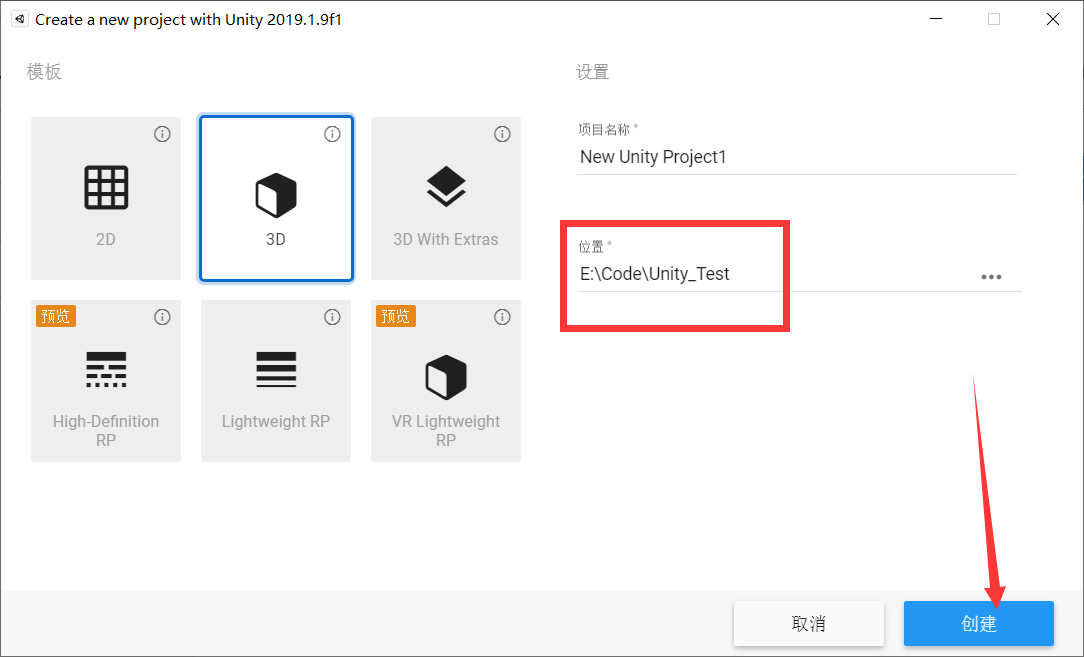 Create a new project with Unity 2019.1.9f1
模板
设置
2D
3D
3D With Extras
预览
High-Definition
RP
Lightweight RP
预览
VR Lightweight
RP
项目名称 *
New Unity Project1
位置 *
E:\Code\Unity_Test
取消
创建